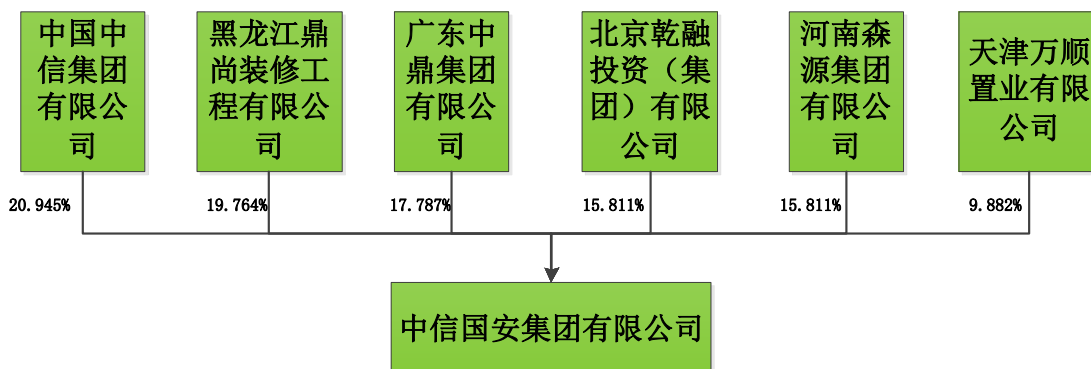 中国中
信集团
有限公
司
黑龙江鼎
尚装修工
程有限公
司
广东中
鼎集团
有限公
司
北京乾融
投资（集
团）有限
公司
河南森
源集团
有限公
司
天津万顺
置业有限
公司
20.945%
19.764%
17.787%
15.811%
15.811%
9.882%
中信国安集团有限公司